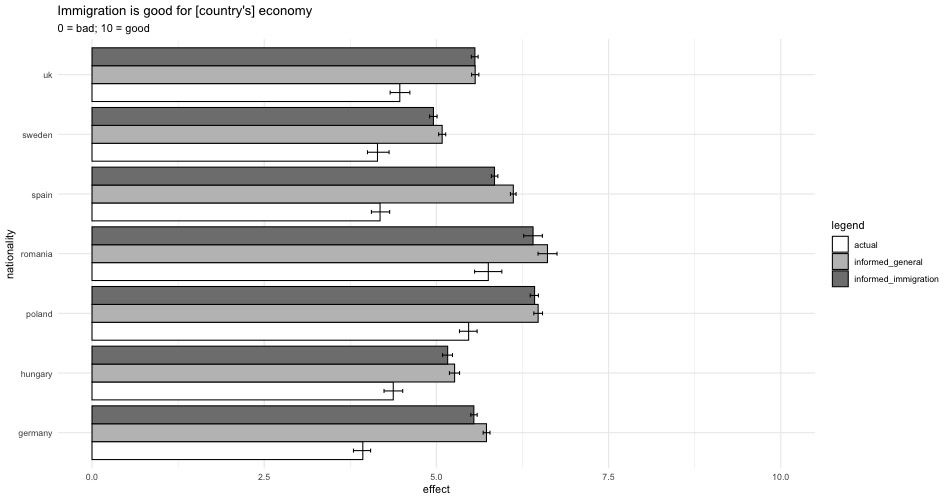 Immigration is good for [country's] economy
0 = bad; 10 = good
nationality
uk
sweden
spain
romania
poland
hungary
germany
0.0
2.5
5.0
7.5
10.0
effect
legend
actual
informed_general
informed_immigration